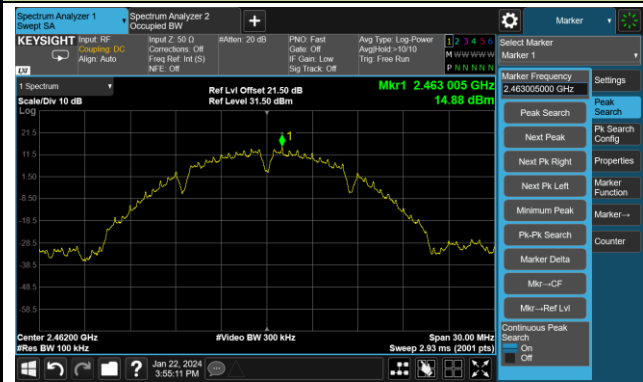 Spectrum Analyzer 1
Swept SA
Spectrum Analyzer 2
Occupied BW
+
Marker
KEYSIGHT
Input: RF
Coupling: DC
Align: Auto
Input Z: 50 Ω
Corrections: Off
Freq Ref: Int (S)
NFE: Off
#Atten: 20 dB
PNO: Fast
Gate: Off
IF Gain: Low
Sig Track: Off
Avg Type: Log-Power
Avg|Hold:>10/10
Trig: Free Run
1 2 3 4 5 6
M W W W W W
P N N N N N
LXI
1 Spectrum
Scale/Div 10 dB
Log
Ref Lvl Offset 21.50 dB
Ref Level 31.50 dBm
Mkr1 2.463 005 GHz
14.88 dBm
21.5
11.5
1.50
-8.50
-18.5
-28.5
-38.5
-48.5
-58.5
1
Center 2.46200 GHz
#Res BW 100 kHz
#Video BW 300 kHz
Span 30.00 MHz
Sweep 2.93 ms (2001 pts)
Select Marker
Marker 1
Marker Frequency
2.463005000 GHz
Peak Search
Next Peak
Next Pk Right
Next Pk Left
Minimum Peak
Pk-Pk Search
Marker Delta
Mkr→CF
Mkr→Ref Lvl
Continuous Peak
Search
On
Off
Settings
Peak
Search
Pk Search
Config
Properties
Marker
Function
Marker→
Counter
?
Jan 22, 2024
3:55:11 PM